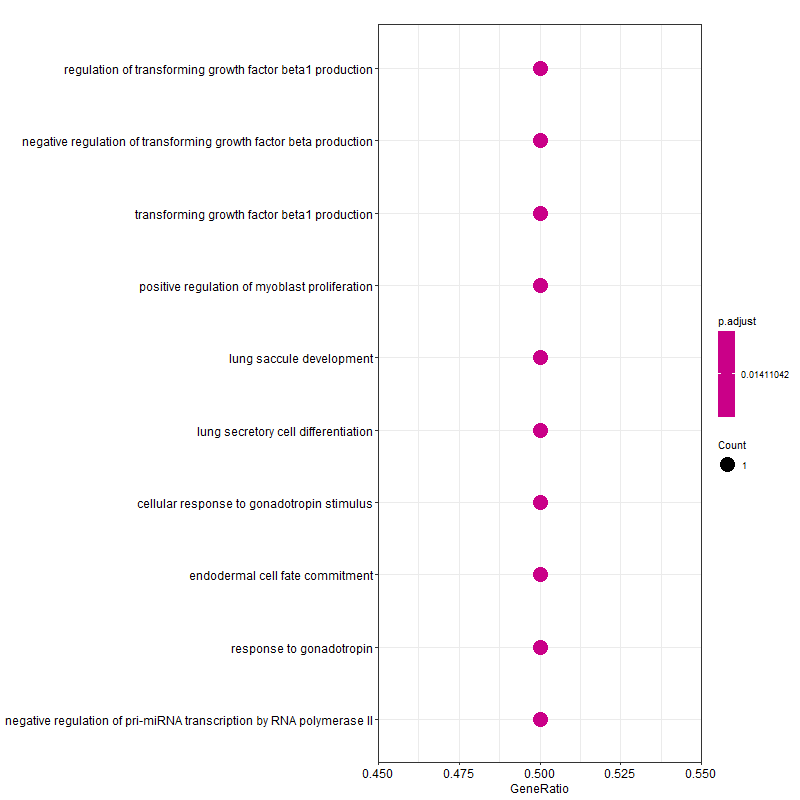 regulation of transforming growth factor beta1 production
negative regulation of transforming growth factor beta production
transforming growth factor beta1 production
positive regulation of myoblast proliferation
lung saccule development
lung secretory cell differentiation
cellular response to gonadotropin stimulus
endodermal cell fate commitment
response to gonadotropin
negative regulation of pri-miRNA transcription by RNA polymerase II
0.450 0.475 0.500 0.525 0.550
GeneRatio
p.adjust
0.01411042
Count
1